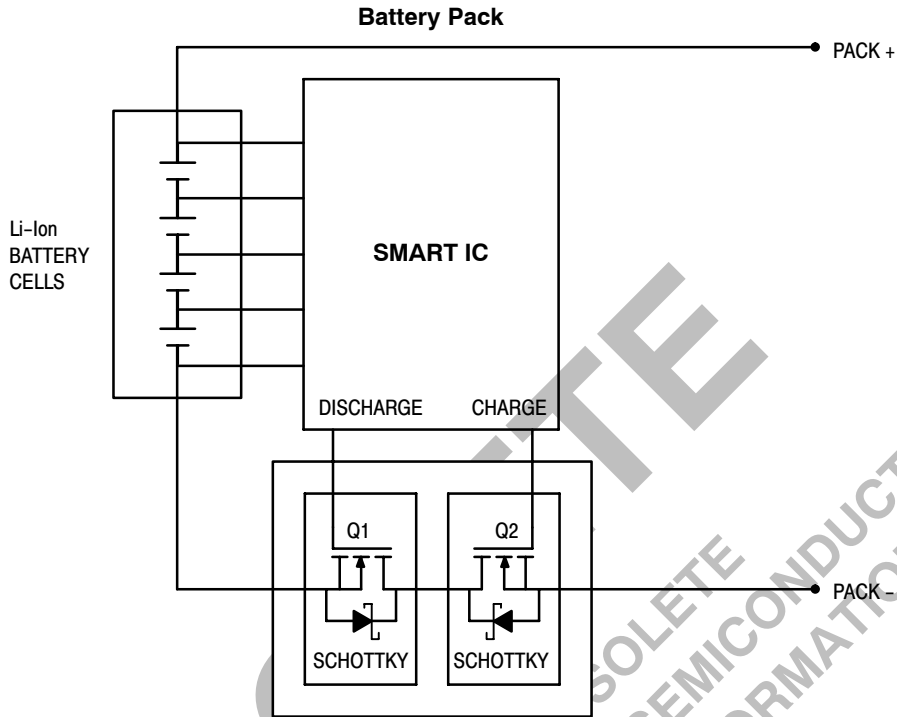 Battery Pack
PACK +
Li–Ion
BATTERY
CELLS
SMART IC
DISCHARGE CHARGE
Q1 Q2
PACK –
SCHOTTKY SCHOTTKY